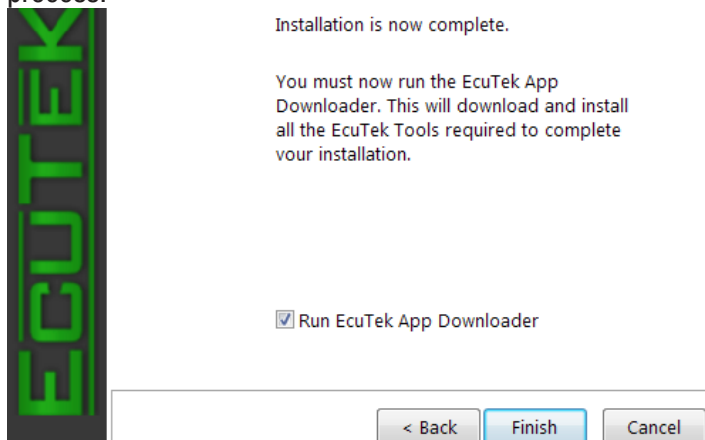 process.
Installation is now complete.
You must now run the EcuTek App
Downloader. This will download and install
all the EcuTek Tools required to complete
your installation.
Run EcuTek App Downloader
< Back
Finish
Cancel
ECUTEK